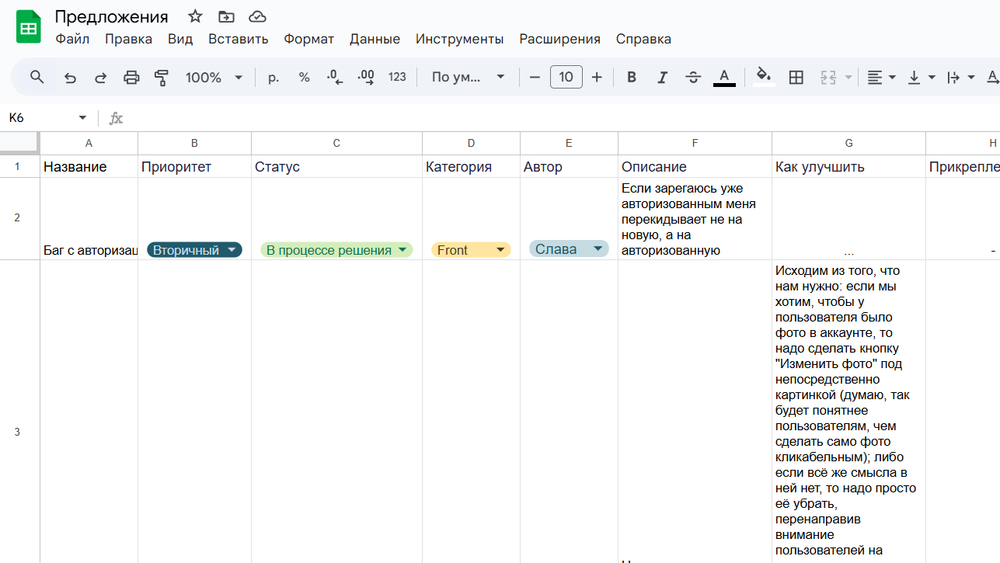 Предложения
Файл Правка Вид Вставить Формат Данные Инструменты Расширения Справка
100% р. % .0 .00 123 По ум... 10 B I S A A
K6 fx
A B C D E F G H
1 Название Приоритет Статус Категория Автор Описание Как улучшить Прикрепле
2
Баг с авторизац
Вторичный
В процессе решения
Front
Слава
Если зарегаюсь уже
авторизованным меня
перекидывает не на
новую, а на
авторизованную
...
-
3
Исходим из того, что
нам нужно: если мы
хотим, чтобы у
пользователя было
фото в аккаунте, то
надо сделать кнопку
"Изменить фото" под
непосредственно
картинкой (думаю, так
будет понятнее
пользователям, чем
сделать само фото
кликабельным); либо
если всё же смысла в
ней нет, то надо просто
её убрать,
перенаправив
внимание
пользователей на